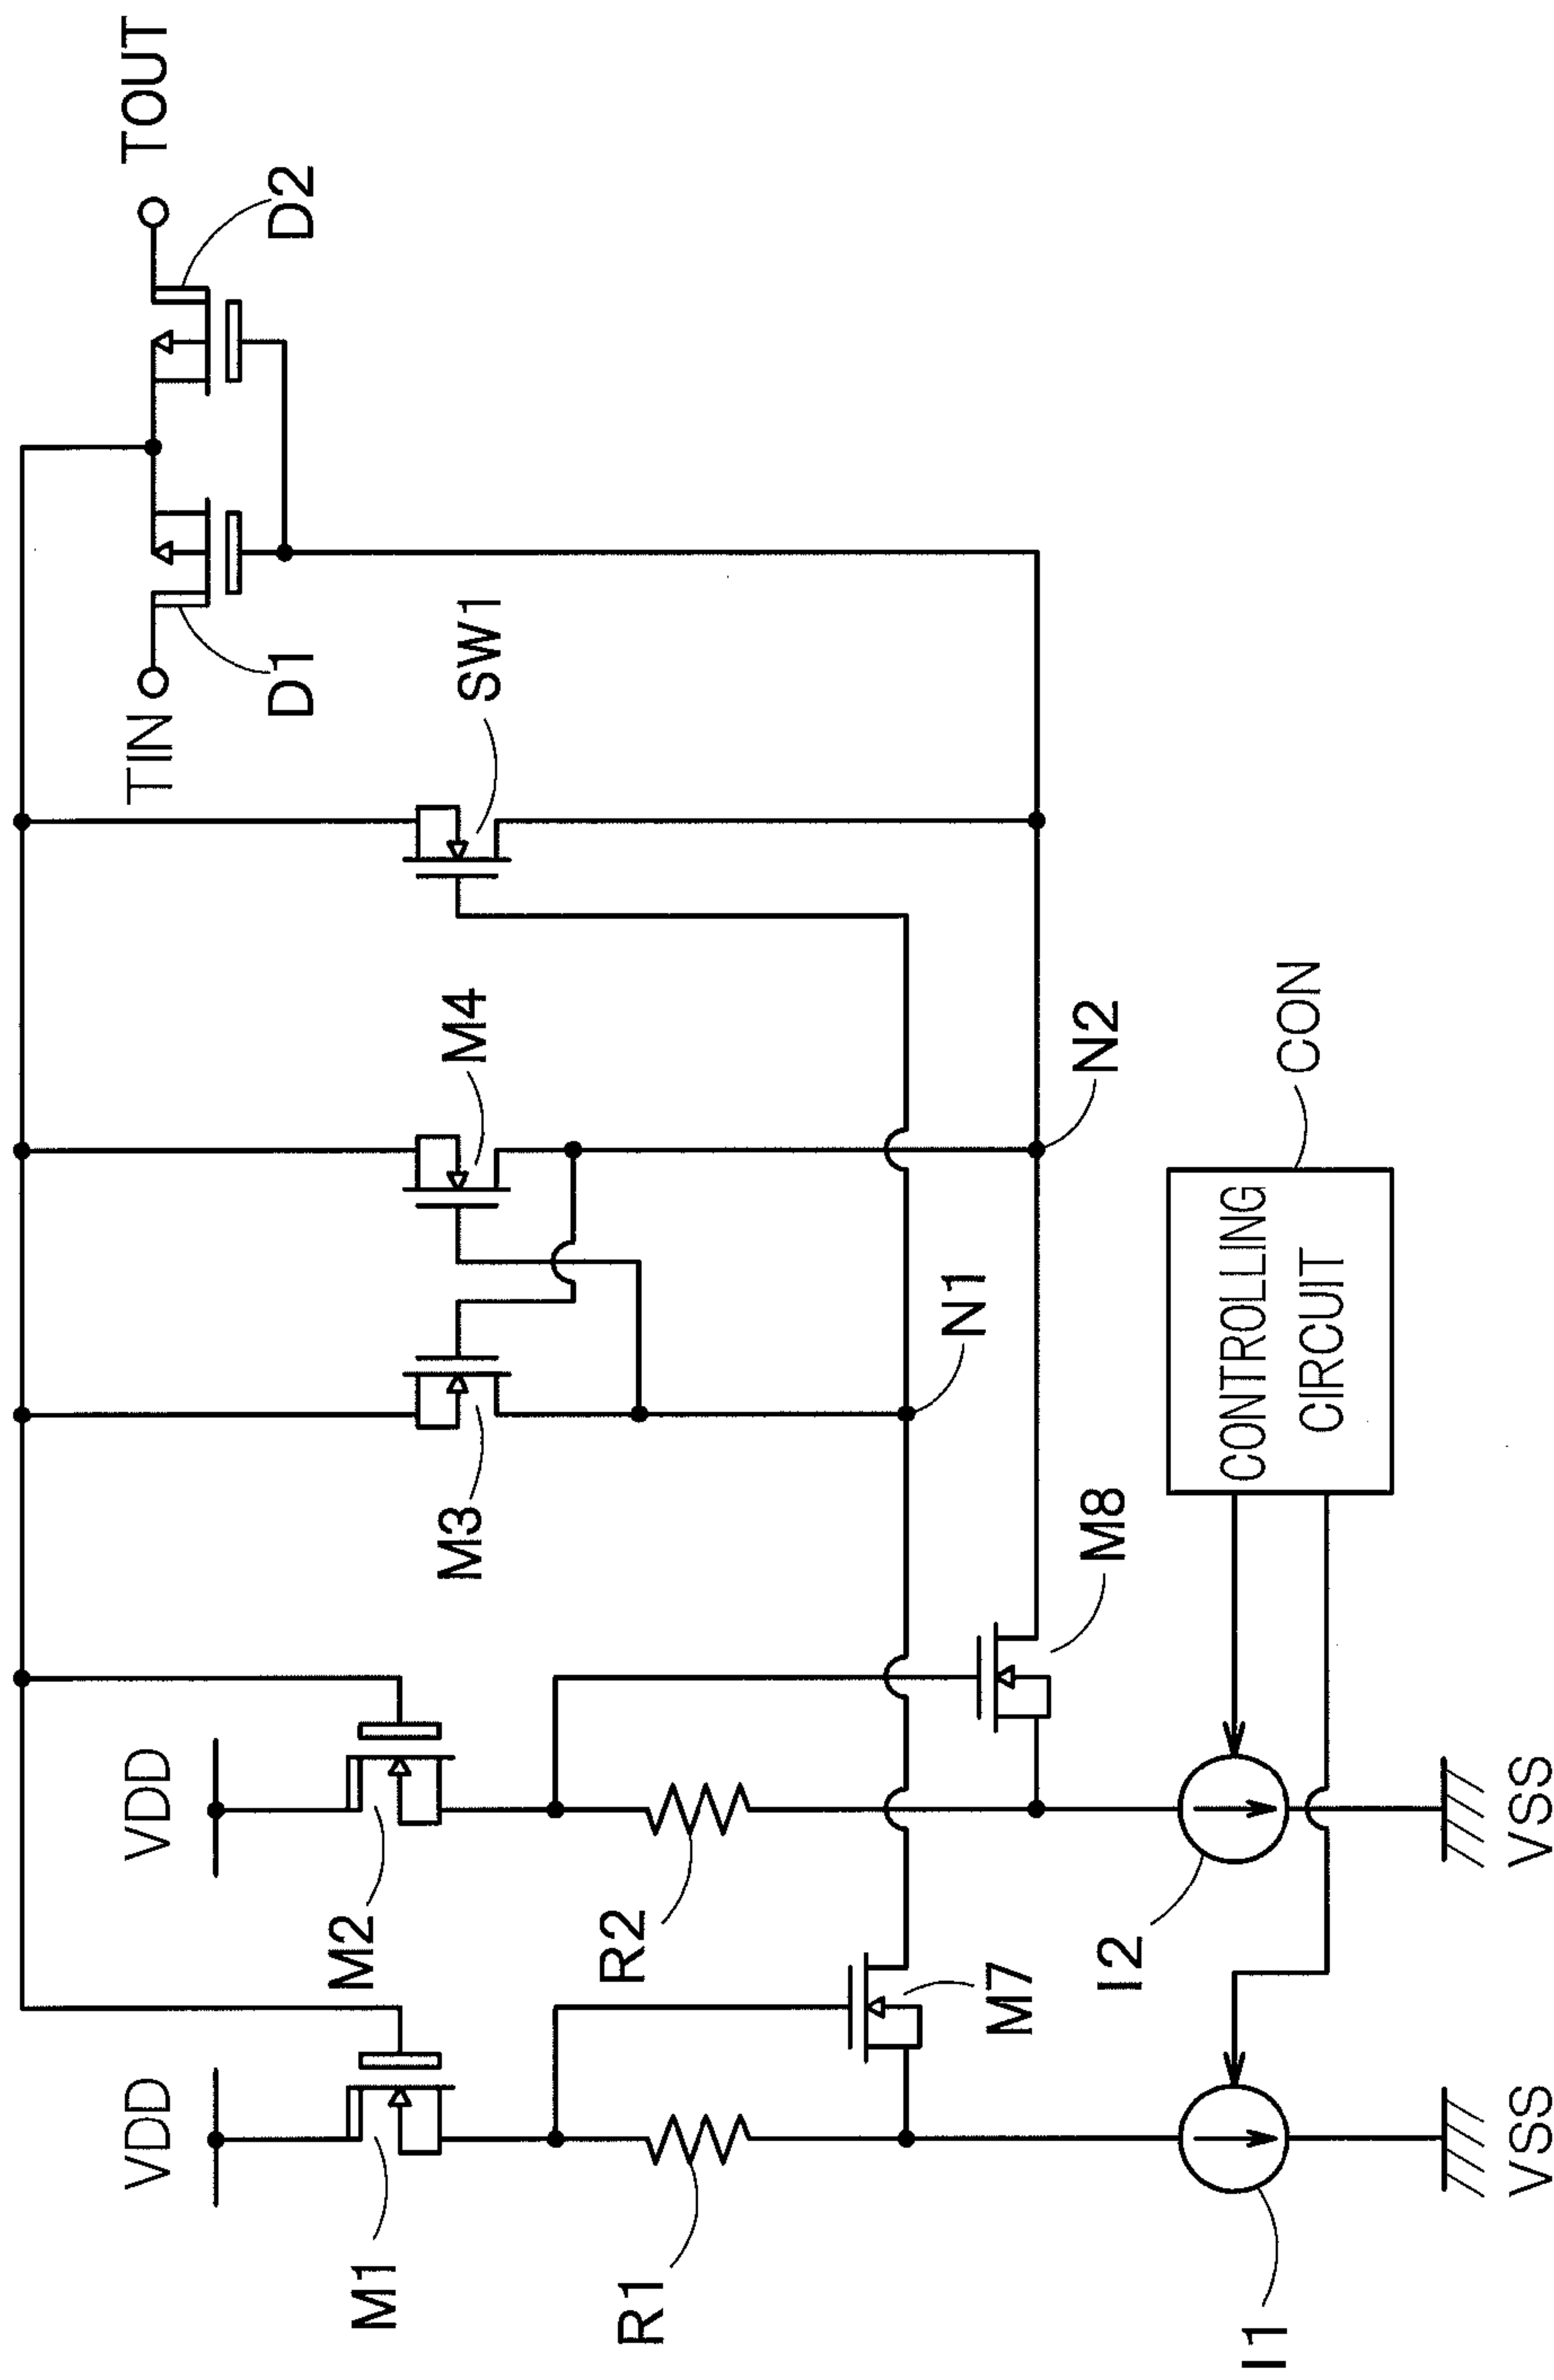 TIN
TOUT
D1
D2
VDD
VDD
M1
M2
M3
M4
SW1
R1
R2
M7
M8
N1
N2
I1
I2
CONTROLLING
CIRCUIT
CON
VSS
VSS